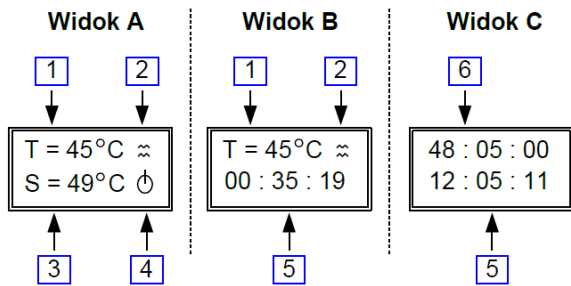 Widok A Widok B Widok C
1 2 1 2 6
T = 45°C T = 45°C 48 : 05 : 00
S = 49°C 00 : 35 : 19 12 : 05 : 11
3 4 5 5